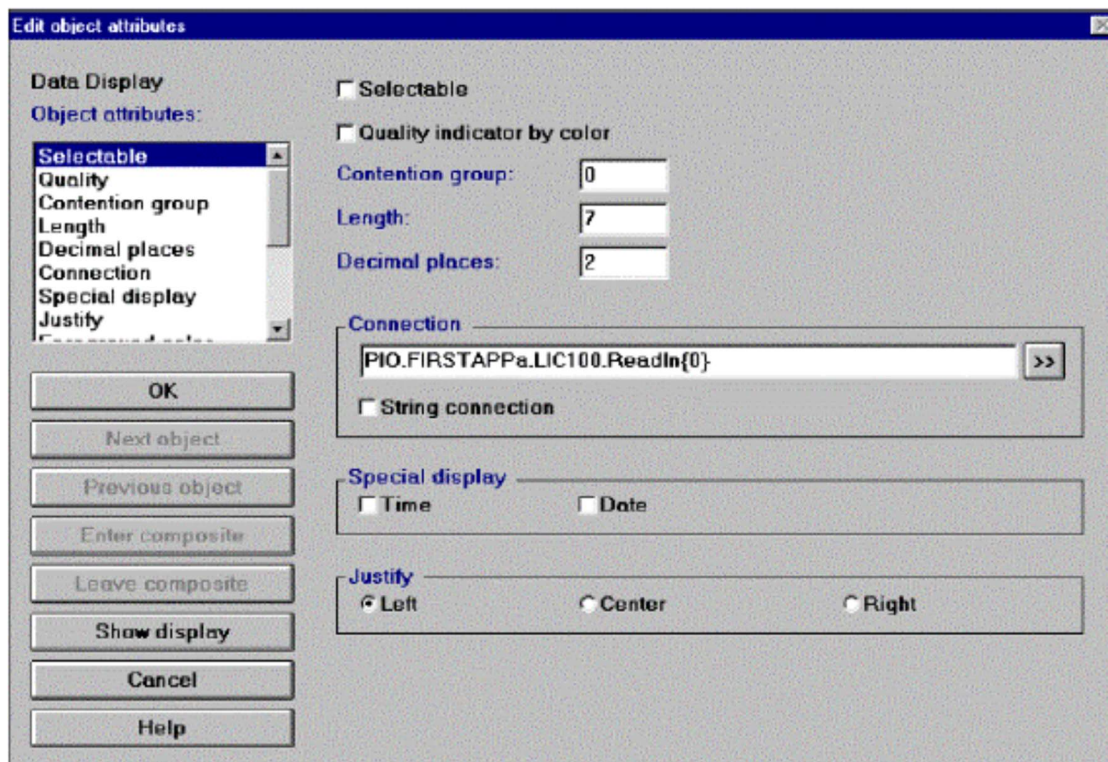 Edit object attributes
Data Display
Object attributes:
Selectable
Quality
Contention group
Length
Decimal places
Connection
Special display
Justify
OK
Next object
Previous object
Enter composite
Leave composite
Show display
Cancel
Help
Selectable
Quality indicator by color
Contention group: 0
Length: 7
Decimal places: 2
Connection
PIO.FIRSTAPPa.LIC100.ReadIn{0} >>
String connection
Special display
Time Date
Justify
Left Center Right